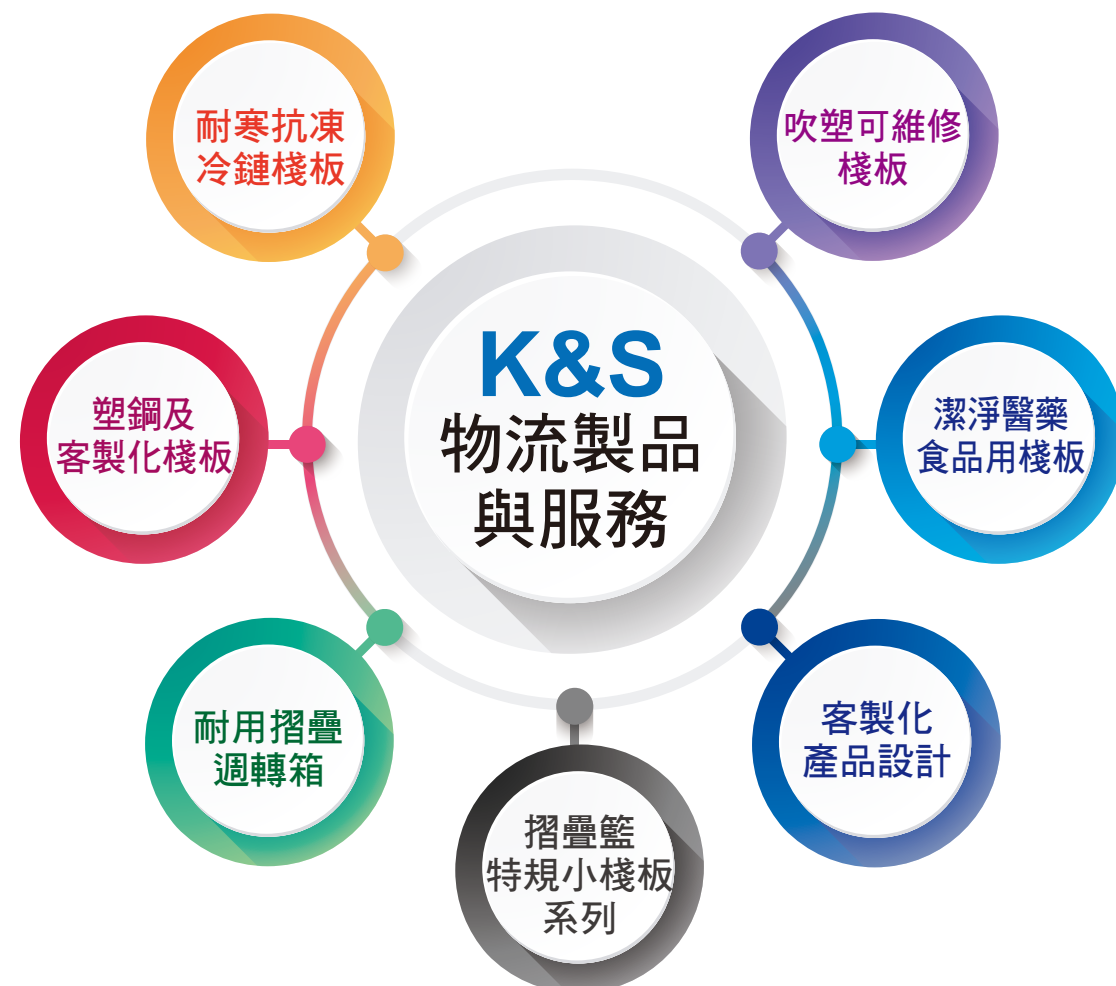 耐寒抗凍
冷鏈棧板
吹塑可維修
棧板
K&S
物流製品
與服務
塑鋼及
客製化棧板
潔淨醫藥
食品用棧板
耐用摺疊
週轉箱
客製化
產品設計
摺疊籃
特規小棧板
系列